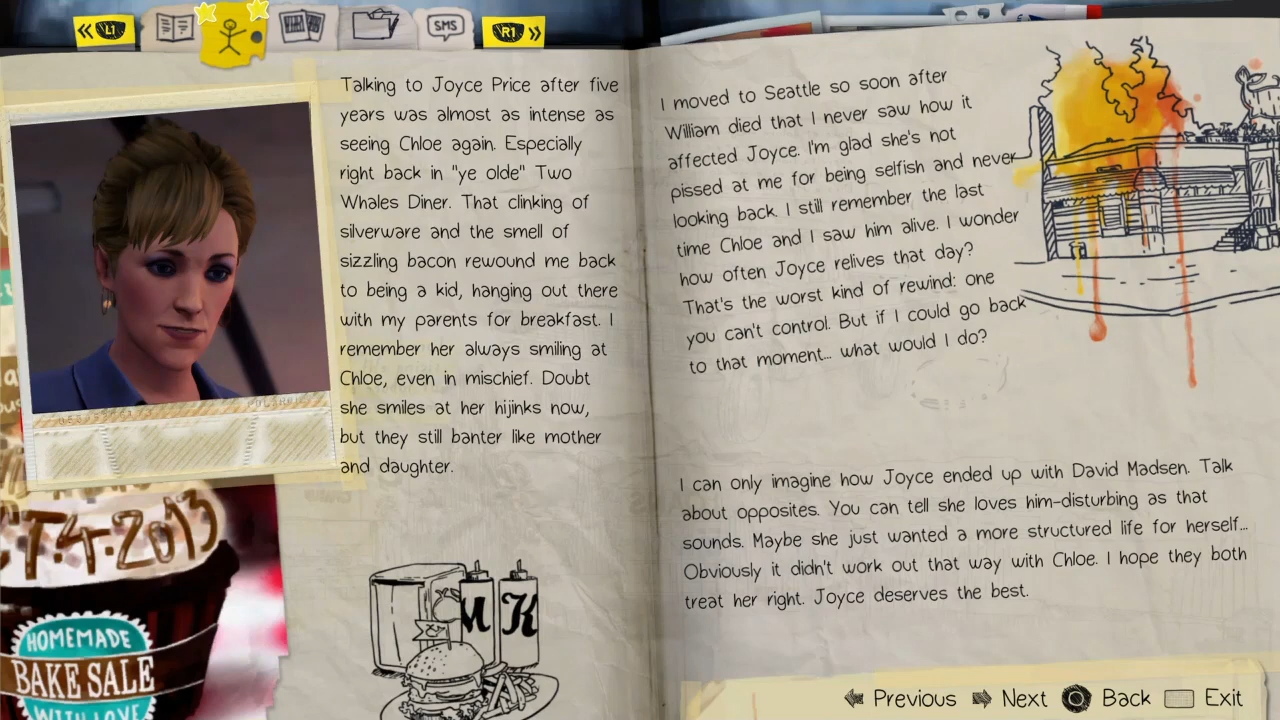 L1
SMS
R1
Talking to Joyce Price after five
years was almost as intense as
seeing Chloe again. Especially
right back in "ye olde" Two
Whales Diner. That clinking of
silverware and the smell of
sizzling bacon rewound me back
to being a kid, hanging out there
with my parents for breakfast. I
remember her always smiling at
Chloe, even in mischief. Doubt
she smiles at her hijinks now,
but they still banter like mother
and daughter.
T.4.2013
HOMEMADE
BAKE SALE
WITH LOVE
M K
I moved to Seattle so soon after
William died that I never saw how it
affected Joyce. I'm glad she's not
pissed at me for being selfish and never
looking back. I still remember the last
time Chloe and I saw him alive. I wonder
how often Joyce relives that day?
That's the worst kind of rewind: one
you can't control. But if I could go back
to that moment... what would I do?
I can only imagine how Joyce ended up with David Madsen. Talk
about opposites. You can tell she loves him-disturbing as that
sounds. Maybe she just wanted a more structured life for herself...
Obviously it didn't work out that way with Chloe. I hope they both
treat her right. Joyce deserves the best.
Previous Next Back Exit